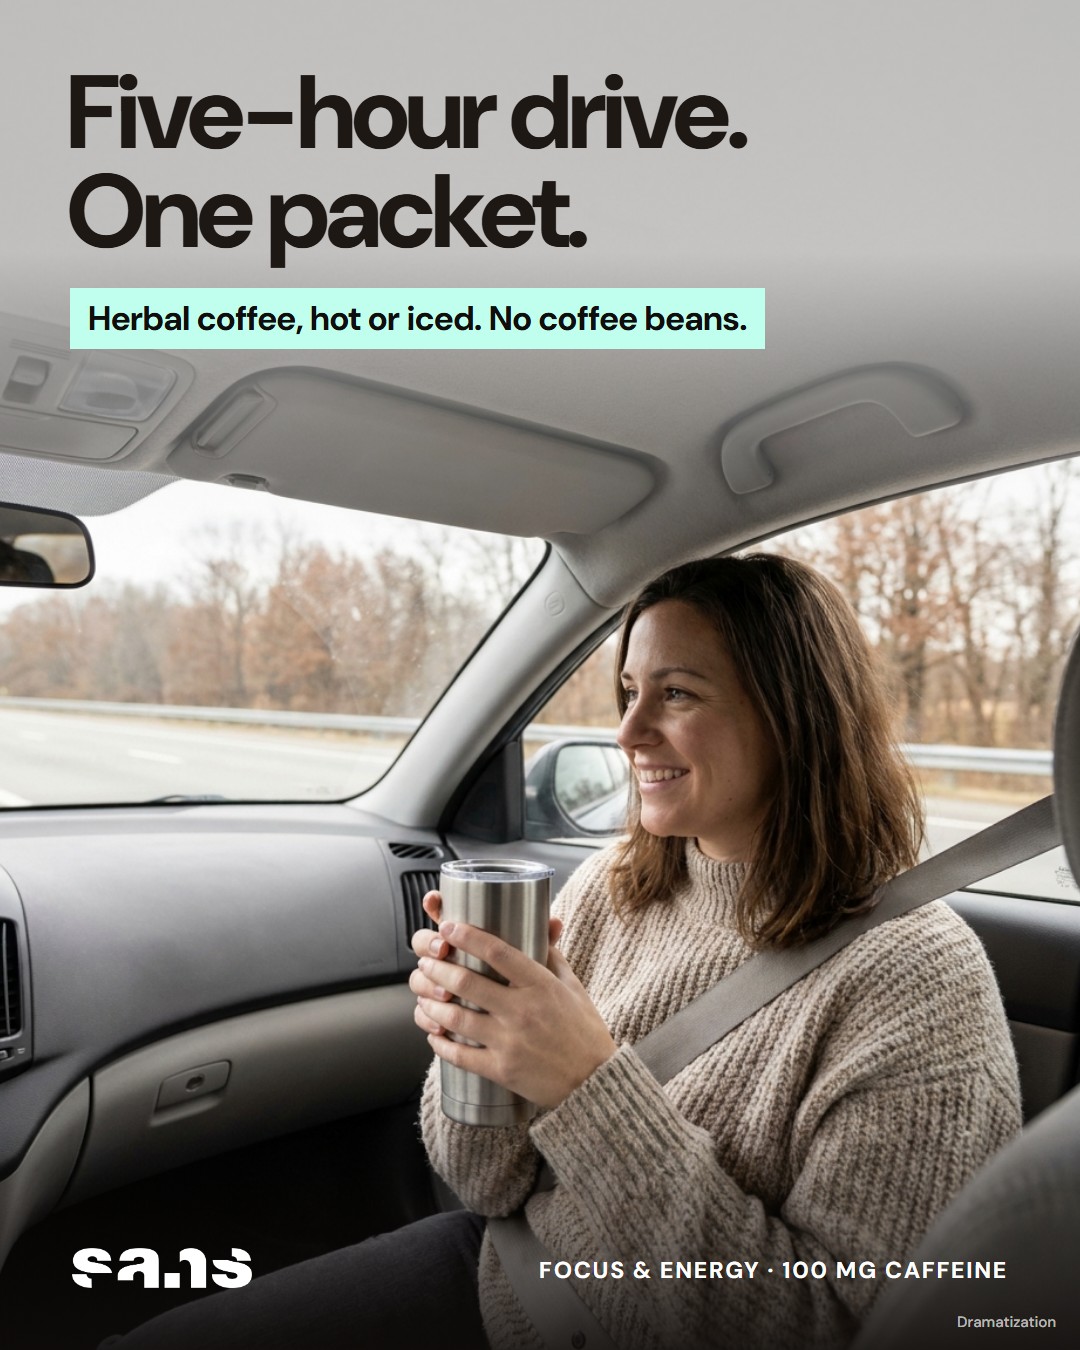 Five-hour drive.
One packet.
Herbal coffee, hot or iced. No coffee beans.
sans
FOCUS & ENERGY · 100 MG CAFFEINE
Dramatization